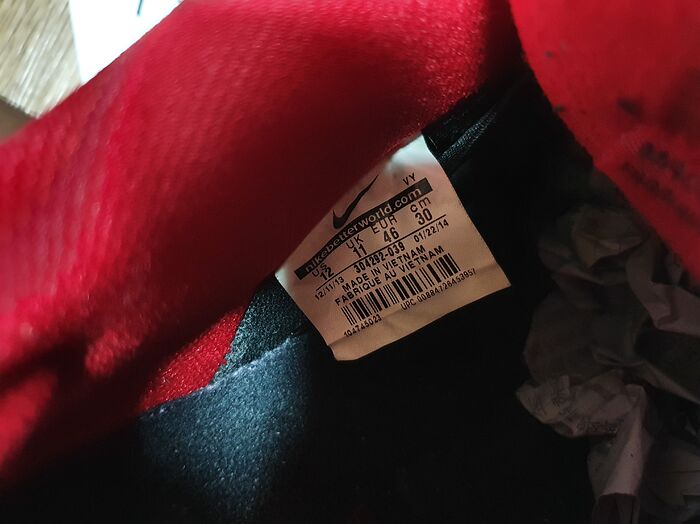 VY
nikebetterworld.com
US UK EUR cm
12 11 46 30
12/11/13 304292-039 01/22/14
MADE IN VIETNAM
FABRIQUE AU VIETNAM
UPC